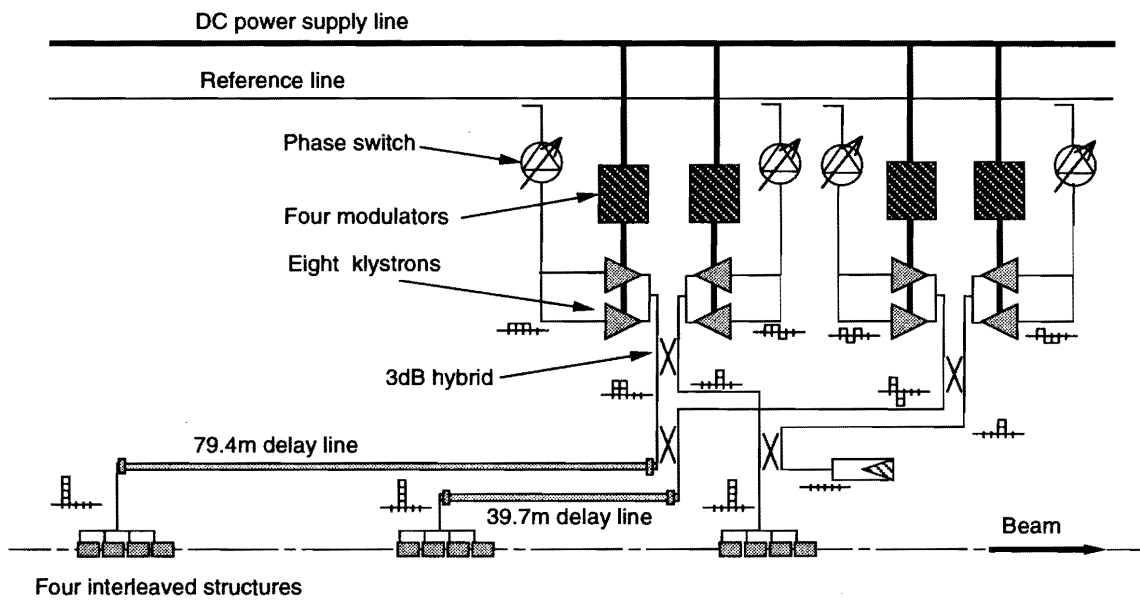 DC power supply line
Reference line
Phase switch
Four modulators
Eight klystrons
3dB hybrid
79.4m delay line
39.7m delay line
Beam
Four interleaved structures